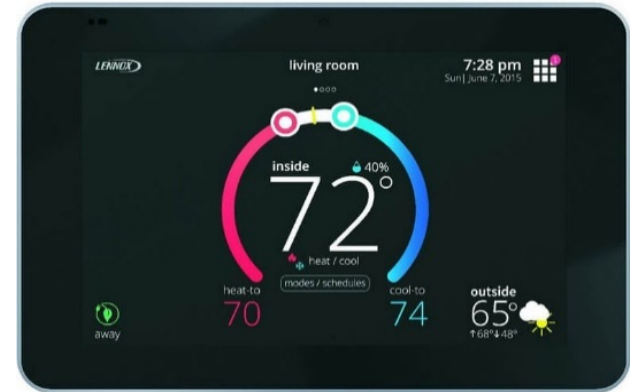 LENNOX
living room
7:28 pm
Sun| June 7, 2015
inside
40%
72°
heat / cool
modes / schedules
heat-to
70
cool-to
74
outside
65°
↑68°↓48°
away